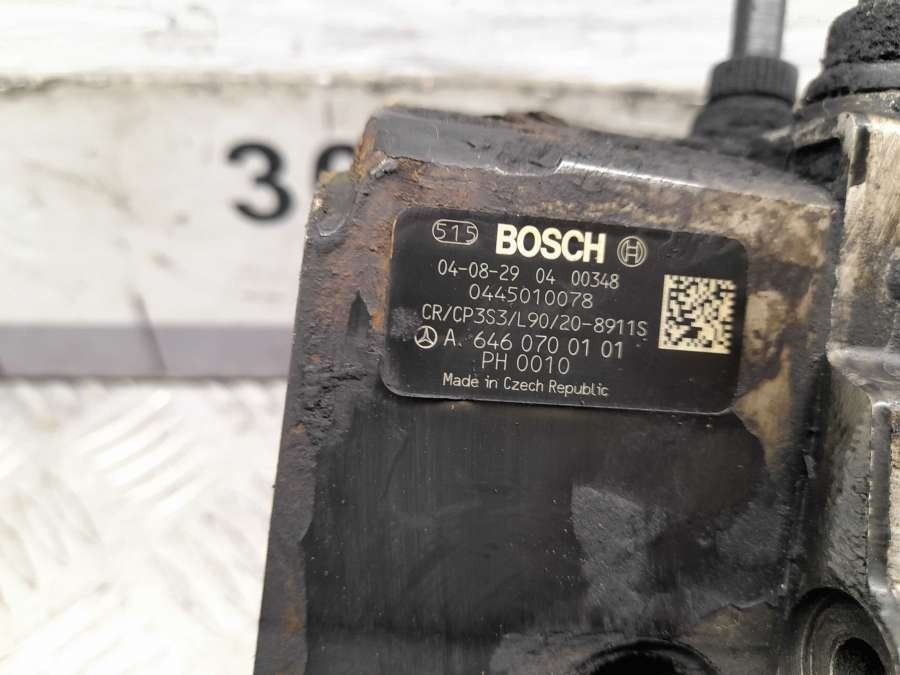 515 BOSCH
04-08-29 04 00348
0445010078
CR/CP3S3/L90/20-8911S
A. 646 070 01 01
PH 0010
Made in Czech Republic